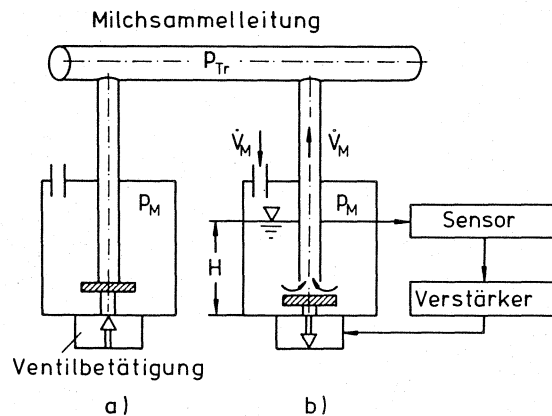 Milchsammelleitung
P_Tr
V̇_M
V̇_M
P_M
P_M
Sensor
H
Verstärker
Ventilbetätigung
a)
b)